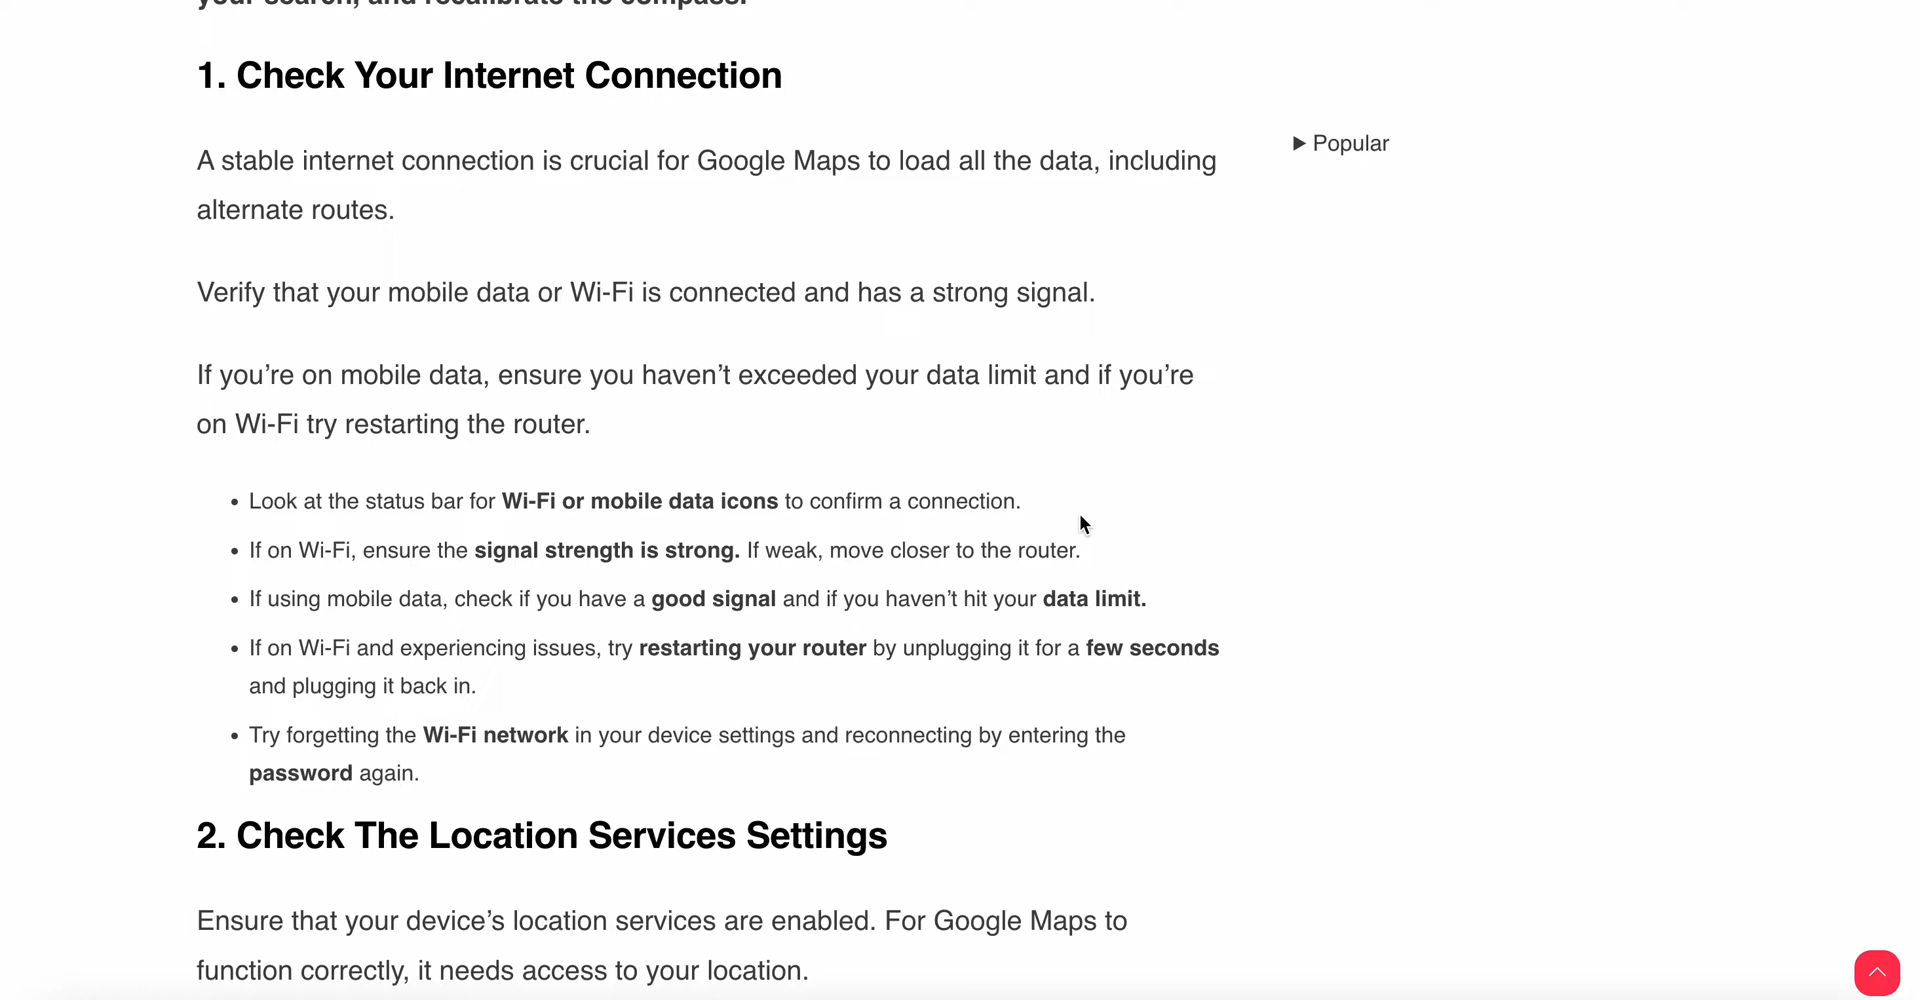 your search, and recalibrate the compass.
1. Check Your Internet Connection
A stable internet connection is crucial for Google Maps to load all the data, including
alternate routes.
Verify that your mobile data or Wi-Fi is connected and has a strong signal.
If you’re on mobile data, ensure you haven’t exceeded your data limit and if you’re
on Wi-Fi try restarting the router.
• Look at the status bar for Wi-Fi or mobile data icons to confirm a connection.
• If on Wi-Fi, ensure the signal strength is strong. If weak, move closer to the router.
• If using mobile data, check if you have a good signal and if you haven’t hit your data limit.
• If on Wi-Fi and experiencing issues, try restarting your router by unplugging it for a few seconds
and plugging it back in.
• Try forgetting the Wi-Fi network in your device settings and reconnecting by entering the
password again.
2. Check The Location Services Settings
Ensure that your device’s location services are enabled. For Google Maps to
function correctly, it needs access to your location.
▶ Popular